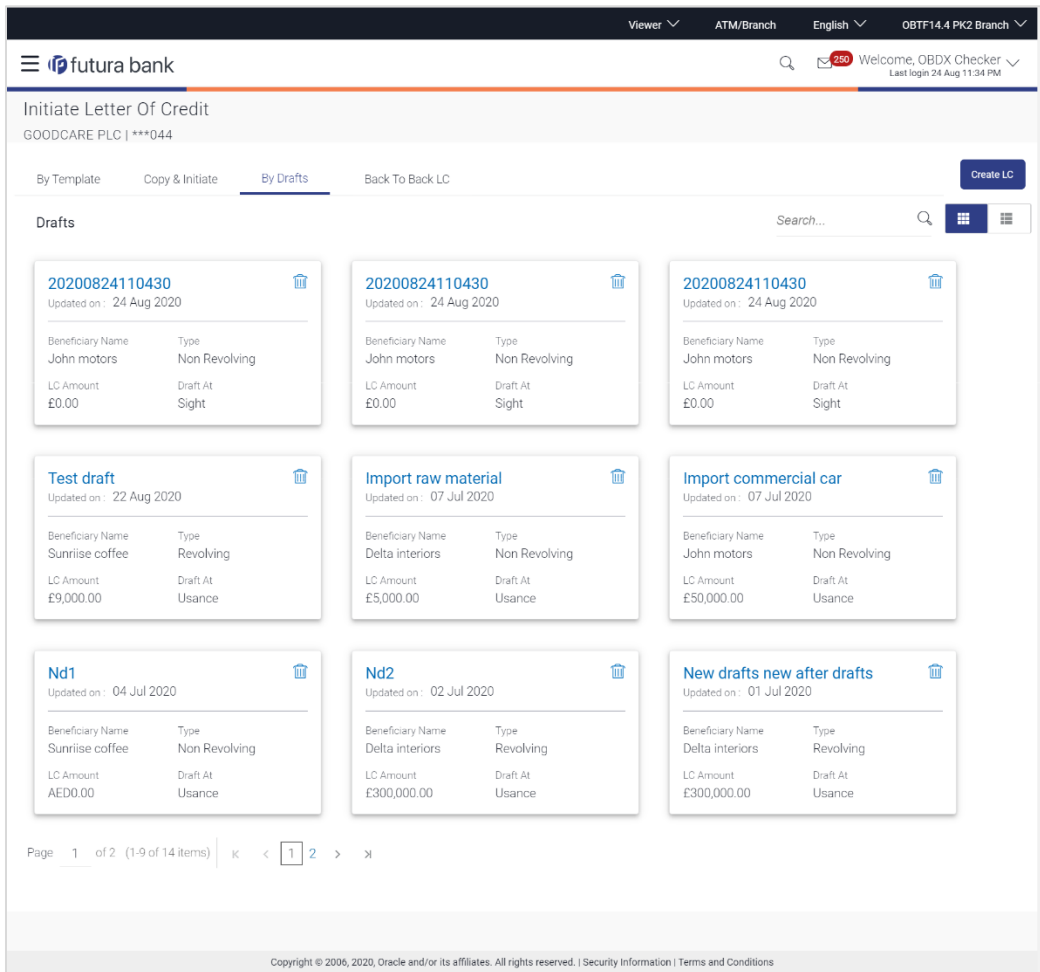 Viewer ATM/Branch English OBTF14.4 PK2 Branch
futura bank 250 Welcome, OBDX Checker
Last login 24 Aug 11:34 PM
Initiate Letter Of Credit
GOODCARE PLC | ***044
By Template Copy & Initiate By Drafts Back To Back LC Create LC
Drafts Search...
20200824110430 20200824110430 20200824110430
Updated on : 24 Aug 2020 Updated on : 24 Aug 2020 Updated on : 24 Aug 2020
Beneficiary Name Type Beneficiary Name Type Beneficiary Name Type
John motors Non Revolving John motors Non Revolving John motors Non Revolving
LC Amount Draft At LC Amount Draft At LC Amount Draft At
£0.00 Sight £0.00 Sight £0.00 Sight
Test draft Import raw material Import commercial car
Updated on : 22 Aug 2020 Updated on : 07 Jul 2020 Updated on : 07 Jul 2020
Beneficiary Name Type Beneficiary Name Type Beneficiary Name Type
Sunriise coffee Revolving Delta interiors Non Revolving John motors Non Revolving
LC Amount Draft At LC Amount Draft At LC Amount Draft At
£9,000.00 Usance £5,000.00 Usance £50,000.00 Usance
Nd1 Nd2 New drafts new after drafts
Updated on : 04 Jul 2020 Updated on : 02 Jul 2020 Updated on : 01 Jul 2020
Beneficiary Name Type Beneficiary Name Type Beneficiary Name Type
Sunriise coffee Non Revolving Delta interiors Revolving Delta interiors Revolving
LC Amount Draft At LC Amount Draft At LC Amount Draft At
AED0.00 Usance £300,000.00 Usance £300,000.00 Usance
Page 1 of 2 (1-9 of 14 items) K < 1 2 > >|
Copyright © 2006, 2020, Oracle and/or its affiliates. All rights reserved. | Security Information | Terms and Conditions